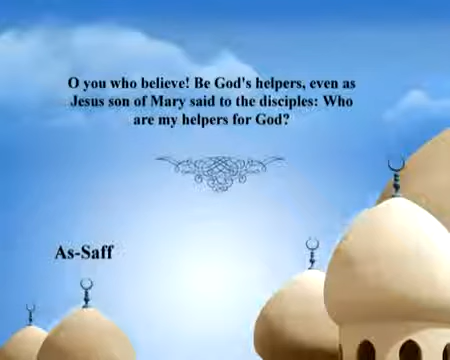 O you who believe! Be God's helpers, even as
Jesus son of Mary said to the disciples: Who
are my helpers for God?
As-Saff